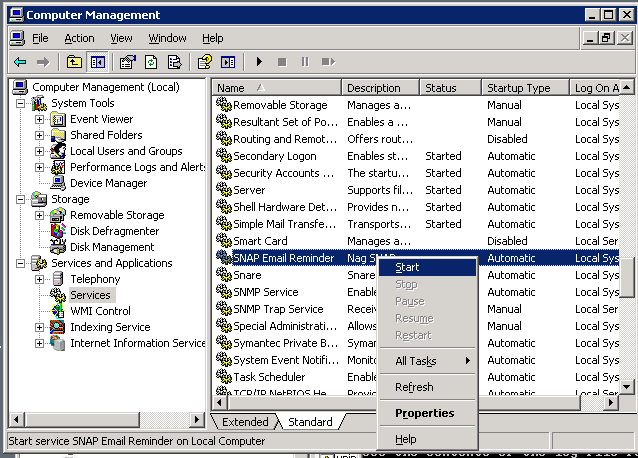 Computer Management
File Action View Window Help
Computer Management (Local)
System Tools
Event Viewer
Shared Folders
Local Users and Groups
Performance Logs and Alerts
Device Manager
Storage
Removable Storage
Disk Defragmenter
Disk Management
Services and Applications
Telephony
Services
WMI Control
Indexing Service
Internet Information Service
Name Description Status Startup Type Log On A
Removable Storage Manages a... Manual Local Sys
Resultant Set of Po... Enables a ... Manual Local Sys
Routing and Remot... Offers rout... Disabled Local Sys
Secondary Logon Enables st... Started Automatic Local Sys
Security Accounts ... The startu... Started Automatic Local Sys
Server Supports fil... Started Automatic Local Sys
Shell Hardware Det... Provides n... Started Automatic Local Sys
Simple Mail Transfe... Transports... Started Automatic Local Sys
Smart Card Manages a... Disabled Local Ser
SNAP Email Reminder Nag Automatic Local Sys
Snare Automatic Local Sys
SNMP Service Automatic Local Sys
SNMP Trap Service Manual Local Ser
Special Administrati... Allows Manual Local Sys
Symantec Private B... Automatic Local Sys
System Event Notifi... Automatic Local Sys
Task Scheduler Automatic Local Sys
Start
Stop
Pause
Resume
Restart
All Tasks
Refresh
Properties
Help
Extended Standard
Start service SNAP Email Reminder on Local Computer